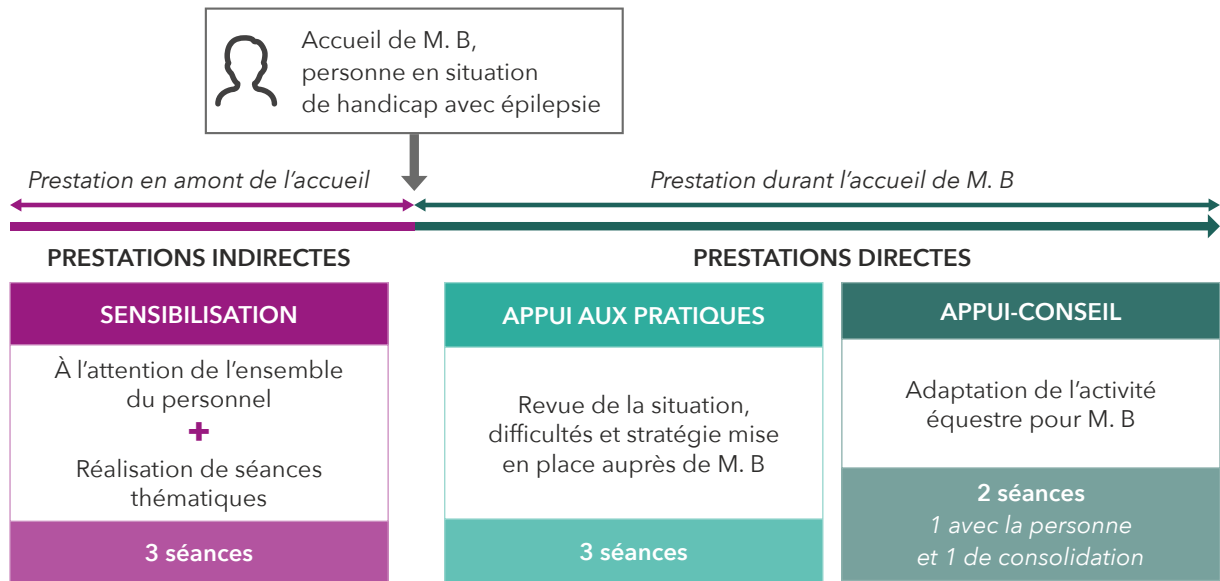 Accueil de M. B,
personne en situation
de handicap avec épilepsie
Prestation en amont de l’accueil
Prestation durant l’accueil de M. B
PRESTATIONS INDIRECTES
PRESTATIONS DIRECTES
SENSIBILISATION
À l’attention de l’ensemble
du personnel
+
Réalisation de séances
thématiques
3 séances
APPUI AUX PRATIQUES
Revue de la situation,
difficultés et stratégie mise
en place auprès de M. B
3 séances
APPUI-CONSEIL
Adaptation de l’activité
équestre pour M. B
2 séances
1 avec la personne
et 1 de consolidation